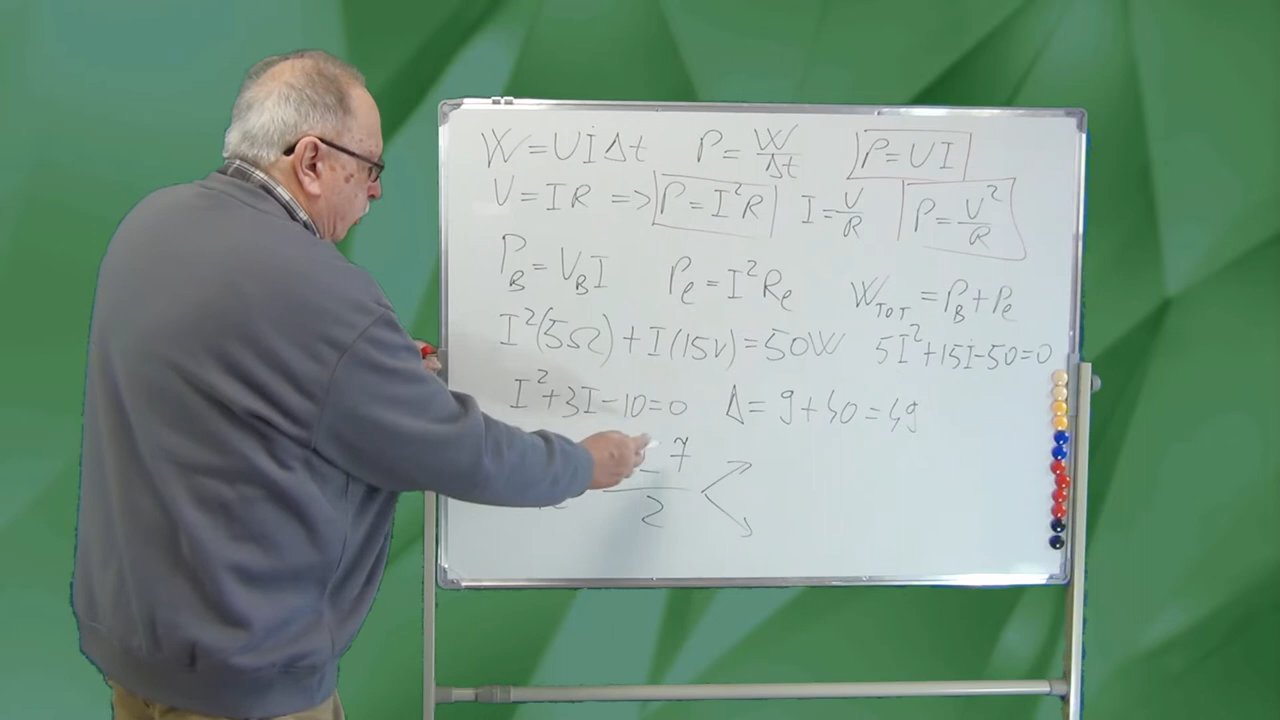 W=UiΔt P=W/Δt P=UI
V=IR => P=I²R I=V/R P=V²/R
P_B=V_BI P_e=I²R_e W_TOT=P_B+P_e
I²(5Ω)+I(15V)=50W 5I²+15I-50=0
I²+3I-10=0 Δ=9+40=49
7
2